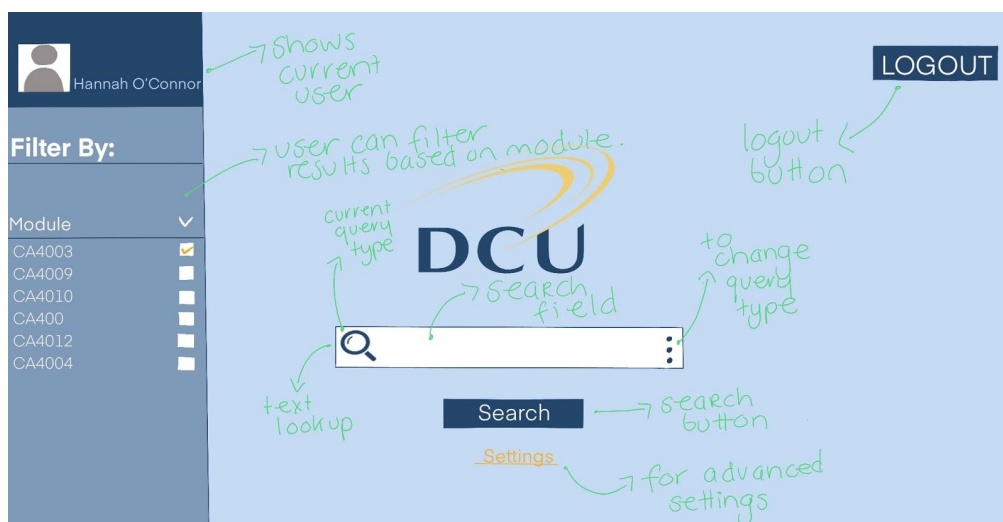 Hannah O'Connor
shows
current
user
LOGOUT
logout
button
Filter By:
user can filter
results based on module.
Module
CA4003
CA4009
CA4010
CA400
CA4012
CA4004
current
query
type
DCU
search
field
to
change
query
type
text
lookup
Search
search
button
Settings
for advanced
settings